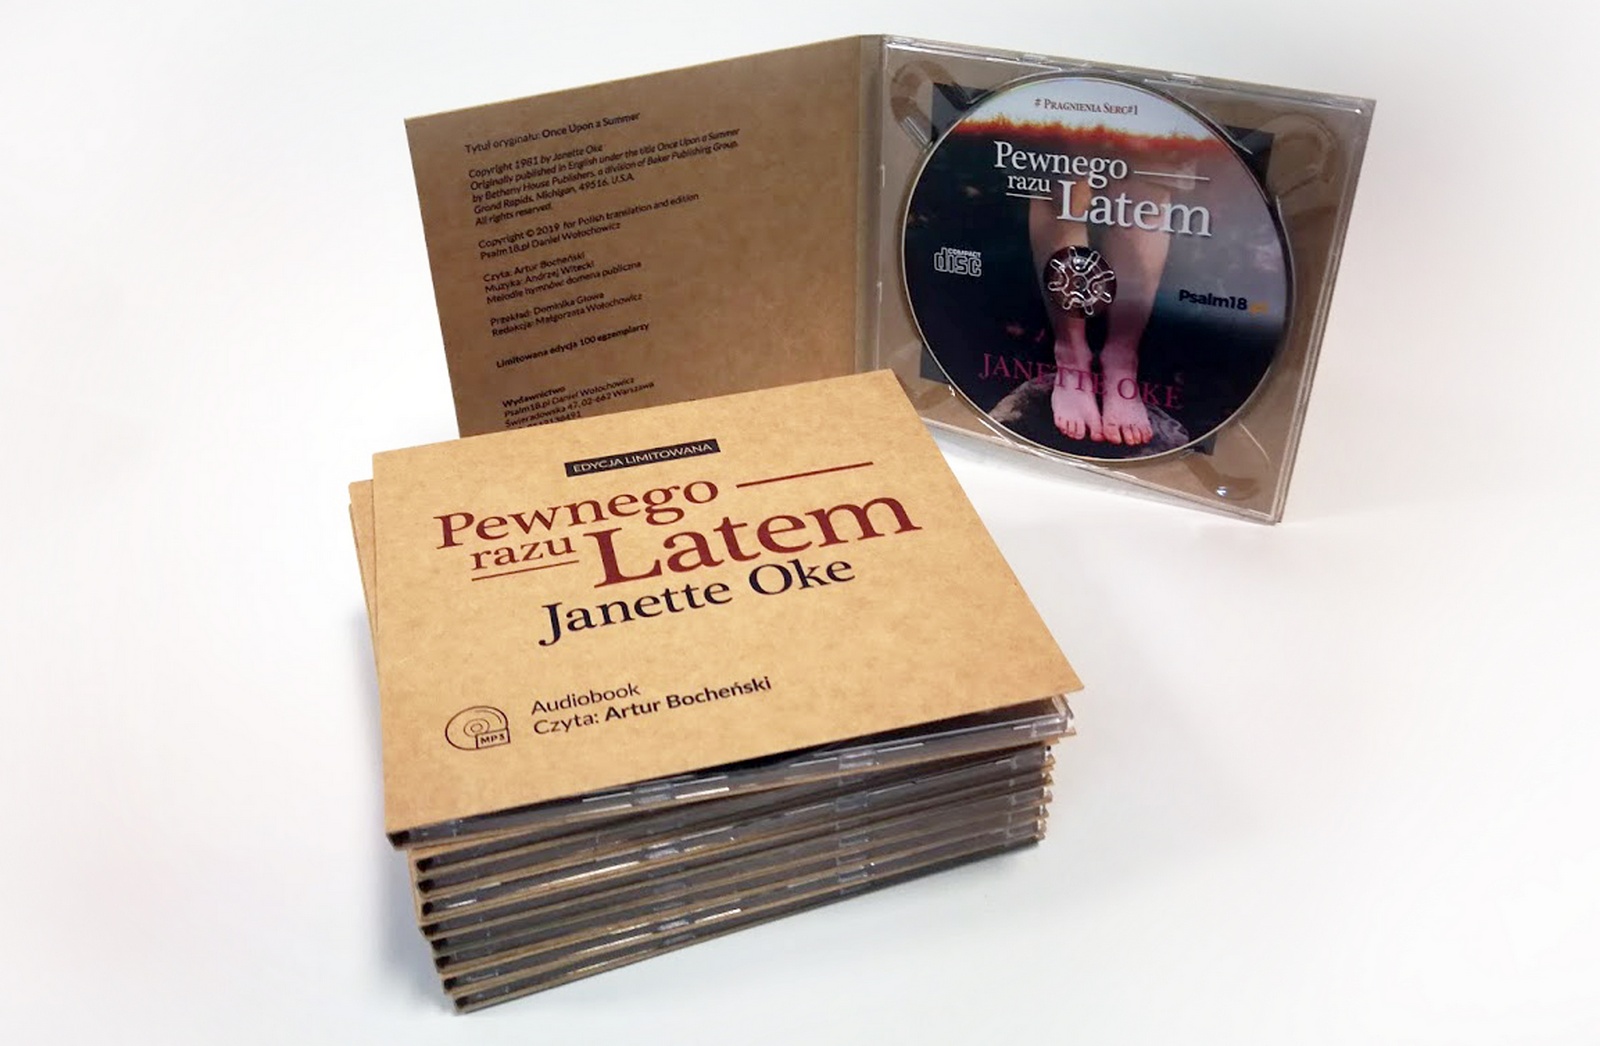 Tytuł oryginału: Once Upon a Summer
Copyright 1981 by Janette Oke
Originally published in English under the title Once Upon a Summer
by Bethany House Publishers, a division of Baker Publishing Group,
Grand Rapids, Michigan, 49516, U.S.A.
All rights reserved.
Copyright © 2019 for Polish translation and edition
Psalm18.pl Daniel Wołochowicz
Czyta: Artur Bocheński
Muzyka: Andrzej Witecki
Melodie hymnów: domena publiczna
Przekład: Dominika Głowa
Redakcja: Małgorzata Wołochowicz
Limitowana edycja 100 egzemplarzy
Wydawnictwo
Psalm18.pl Daniel Wołochowicz
Świeradowska 47, 02-662 Warszawa
# PRAGNIENIA SERC#1
Pewnego
razu Latem
COMPACT
disc
Psalm18
JANETTE OKE
EDYCJA LIMITOWANA
Pewnego
razu Latem
Janette Oke
Audiobook
Czyta: Artur Bocheński
MP3